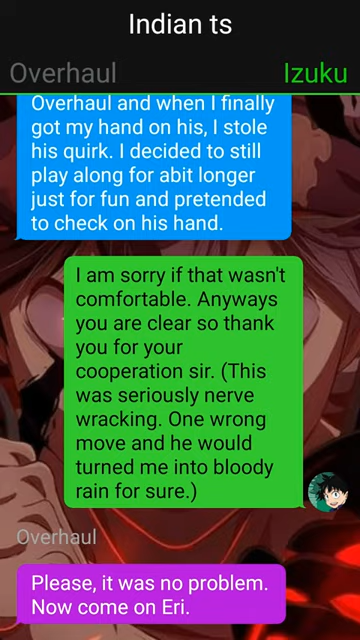 Indian ts
Overhaul
Izuku
Overhaul and when I finally
got my hand on his, I stole
his quirk. I decided to still
play along for abit longer
just for fun and pretended
to check on his hand.
I am sorry if that wasn't
comfortable. Anyways
you are clear so thank
you for your
cooperation sir. (This
was seriously nerve
wracking. One wrong
move and he would
turned me into bloody
rain for sure.)
Overhaul
Please, it was no problem.
Now come on Eri.